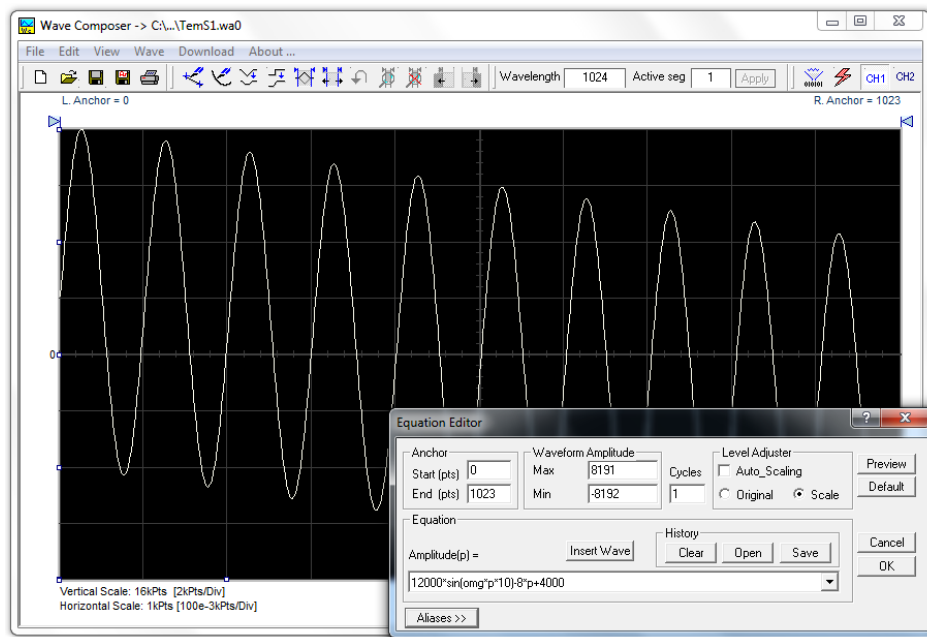 Wave Composer -> C:\...\TemS1.wa0
File Edit View Wave Download About ...
Wavelength 1024 Active seg 1 Apply 010101 CH1 CH2
L. Anchor = 0 R. Anchor = 1023
0
Vertical Scale: 16kPts [2kPts/Div]
Horizontal Scale: 1kPts [100e-3kPts/Div]
Equation Editor
Anchor
Start (pts) 0
End (pts) 1023
Waveform Amplitude
Max 8191
Min -8192
Cycles
1
Level Adjuster
Auto_Scaling
Original Scale
Preview
Default
Equation
Amplitude(p) =
Insert Wave
History
Clear Open Save
Cancel
OK
12000*sin(omg*p*10)-8*p+4000
Aliases >>